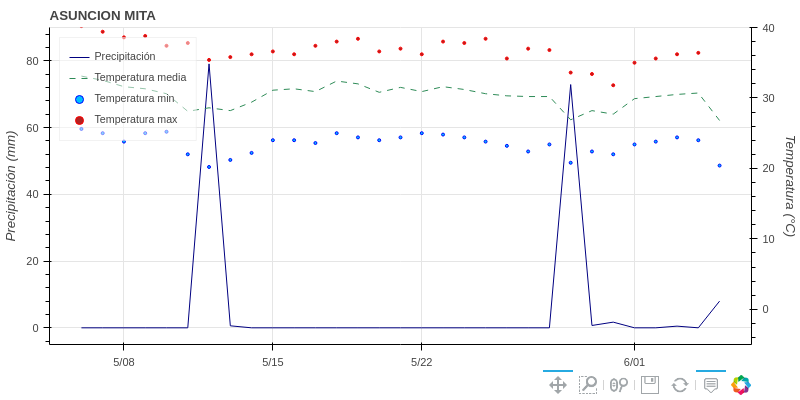 ASUNCION MITA
Precipitación
Temperatura media
Temperatura min
Temperatura max
Precipitación (mm)
80
60
40
20
0
Temperatura (°C)
40
30
20
10
0
5/08
5/15
5/22
6/01